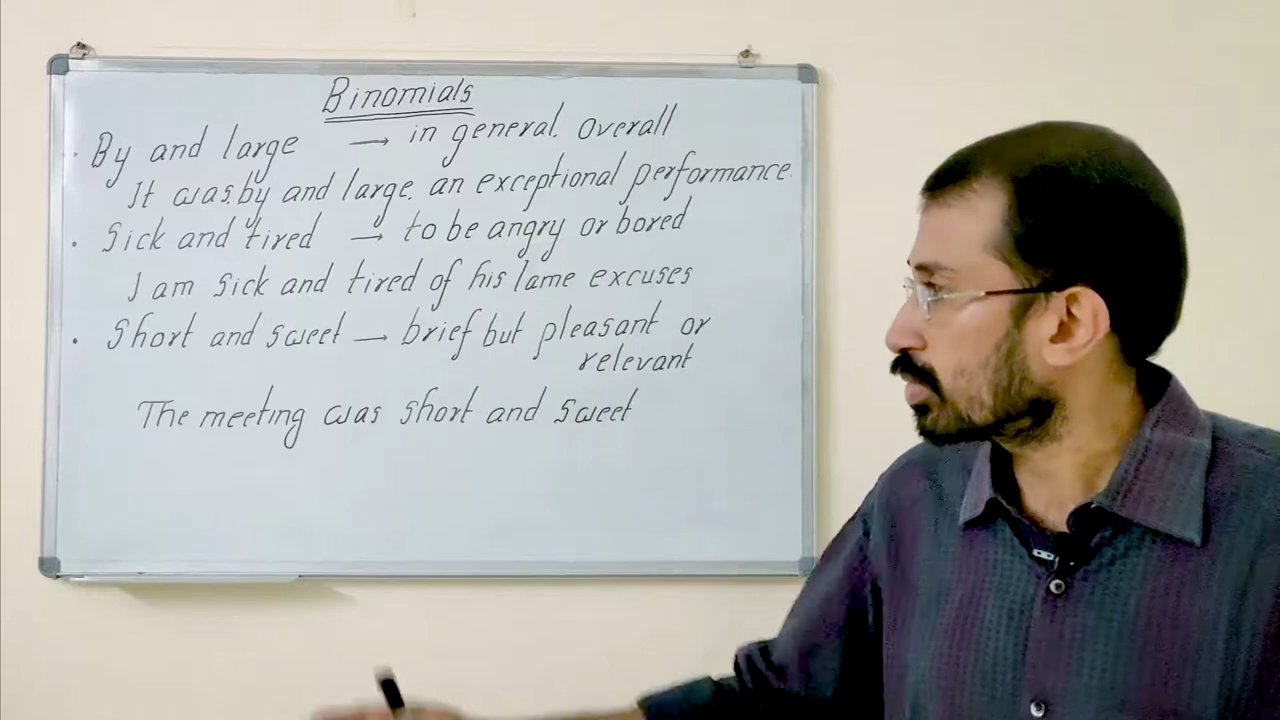 Binomials
· By and large → in general. Overall
It was, by and large, an exceptional performance.
· Sick and tired → to be angry or bored
I am sick and tired of his lame excuses
· Short and sweet → brief but pleasant or
relevant
The meeting was short and sweet